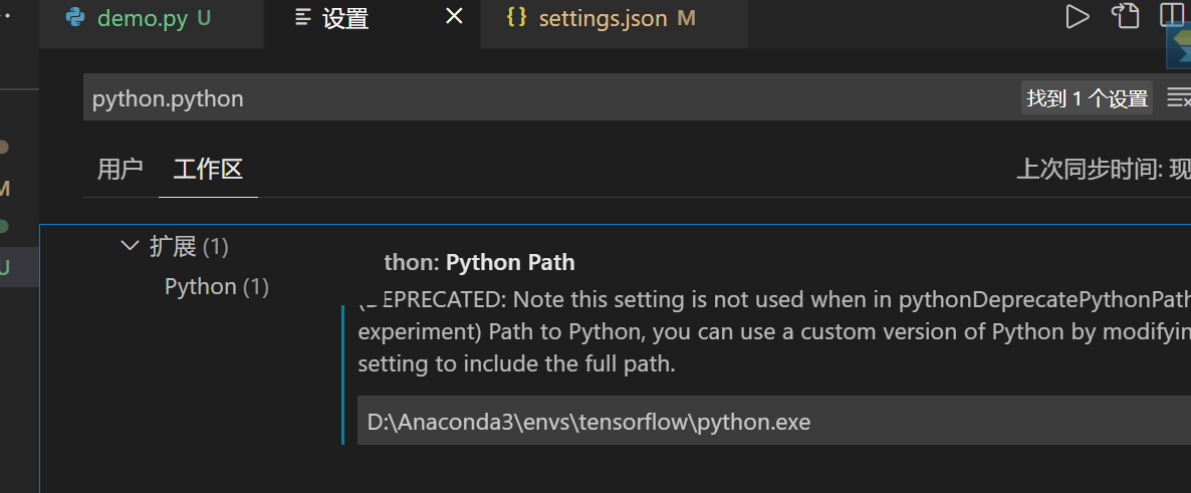 demo.py U
设置
{} settings.json M
python.python
找到 1 个设置
用户
工作区
上次同步时间: 现
M
扩展 (1)
U
Python (1)
thon: Python Path
EPRECATED: Note this setting is not used when in pythonDeprecatePythonPath
experiment) Path to Python, you can use a custom version of Python by modifyin
setting to include the full path.
D:\Anaconda3\envs\tensorflow\python.exe